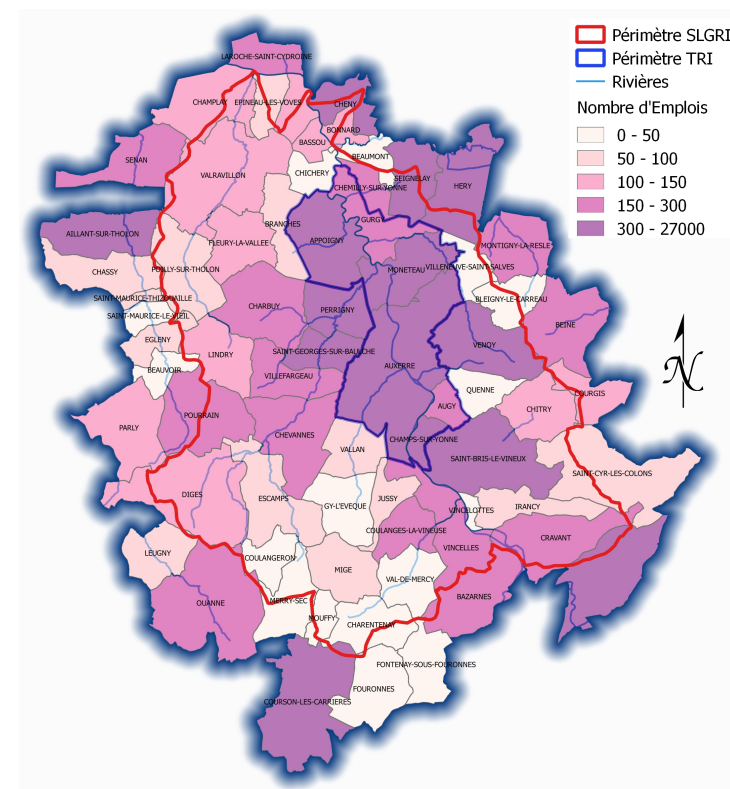 Périmètre SLGRI
Périmètre TRI
Rivières
Nombre d'Emplois
0 - 50
50 - 100
100 - 150
150 - 300
300 - 27000
LAROCHE-SAINT-CYDROINE
CHAMPLAY
EPINEAU-LES-VOVES
CHENY
BONNARD
BASSOU
BEAUMONT
SENAN
CHICHERY
VALRAVILLON
SEIGNELAY
HERY
CHEMILLY-SUR-YONNE
GURGY
BRANCHES
AILLANT-SUR-THOLON
APPOIGNY
FLEURY-LA-VALLEE
MONTIGNY-LA-RESLE
CHASSY
POILLY-SUR-THOLON
MONETEAU
VILLENEUVE-SAINT-SALVES
SAINT-MAURICE-THIZOUAILLE
BLEIGNY-LE-CARREAU
CHARBUY
PERRIGNY
SAINT-MAURICE-LE-VIEIL
BEINE
EGLENY
VENOY
LINDRY
SAINT-GEORGES-SUR-BAULCHE
AUXERRE
BEAUVOIR
VILLEFARGEAU
QUENNE
COURGIS
AUGY
CHITRY
POURRAIN
PARLY
CHEVANNES
CHAMPS-SUR-YONNE
VALLAN
SAINT-BRIS-LE-VINEUX
SAINT-CYR-LES-COLONS
DIGES
ESCAMPS
JUSSY
GY-L'EVEQUE
VINCELOTTES
IRANCY
COULANGES-LA-VINEUSE
CRAVANT
LEUGNY
VINCELLES
COULANGERON
MIGE
VAL-DE-MERCY
OUANNE
MERRY-SEC
BAZARNES
MOUFFY
CHARENTENAY
FONTENAY-SOUS-FOURONNES
FOURONNES
COURSON-LES-CARRIERES
N